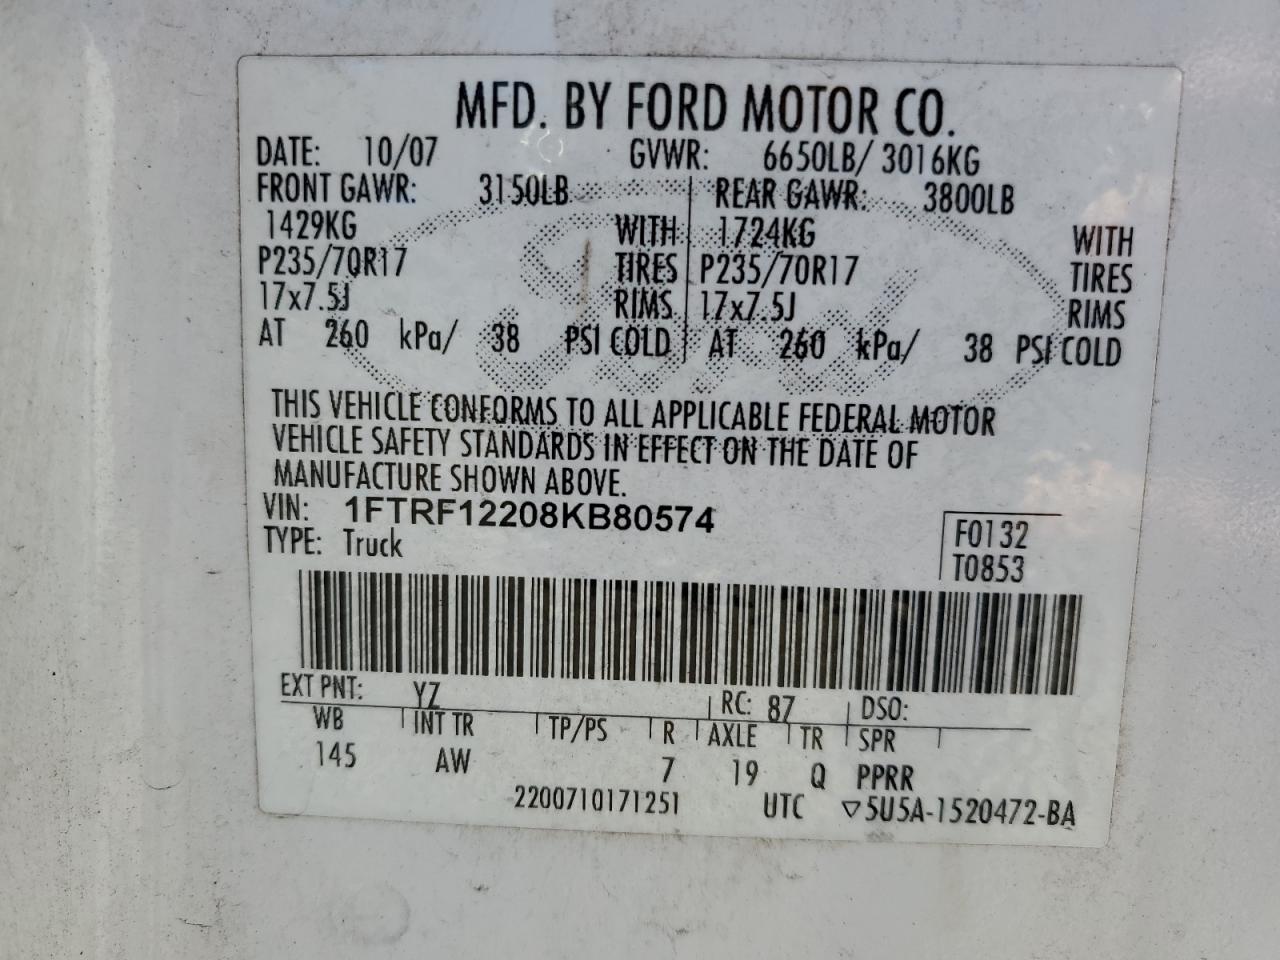 MFD. BY FORD MOTOR CO.
DATE: 10/07 GVWR: 6650LB/ 3016KG
FRONT GAWR: 3150LB REAR GAWR: 3800LB
1429KG WITH 1724KG WITH
P235/70R17 TIRES P235/70R17 TIRES
17x7.5J RIMS 17x7.5J RIMS
AT 260 kPa/ 38 PSI COLD AT 260 kPa/ 38 PSI COLD
THIS VEHICLE CONFORMS TO ALL APPLICABLE FEDERAL MOTOR
VEHICLE SAFETY STANDARDS IN EFFECT ON THE DATE OF
MANUFACTURE SHOWN ABOVE.
VIN: 1FTRF12208KB80574
TYPE: Truck
F0132
T0853
EXT PNT: YZ RC: 87 DSO:
WB INT TR TP/PS R AXLE TR SPR
145 AW 7 19 Q PPRR
2200710171251 UTC ▽5U5A-1520472-BA
Ford